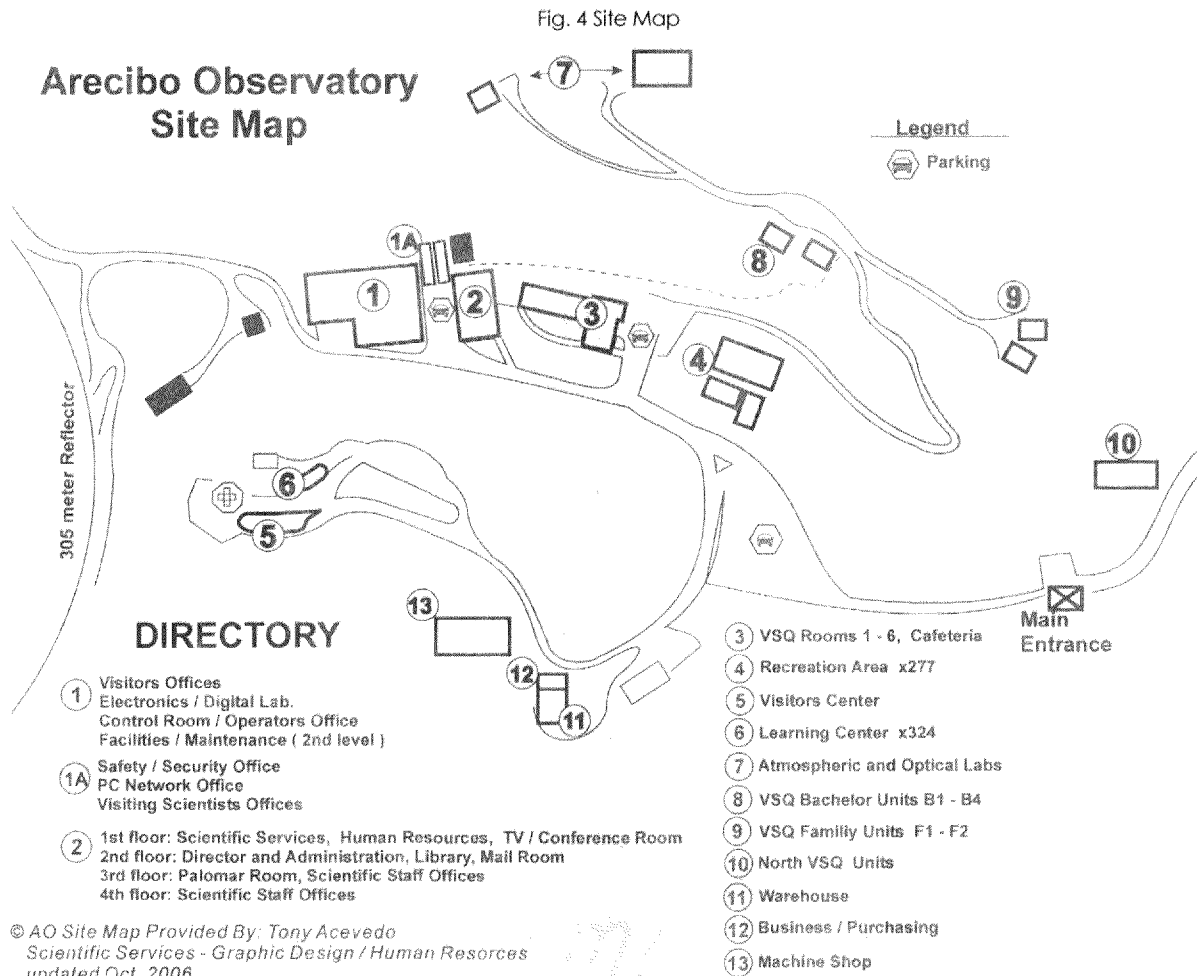 Fig. 4 Site Map
Arecibo Observatory
Site Map
Legend
Parking
7
1A
8
9
1
2
3
4
10
305 meter Reflector
6
5
13
12
11
Main
Entrance
DIRECTORY
1 Visitors Offices
Electronics / Digital Lab.
Control Room / Operators Office
Facilities / Maintenance ( 2nd level )
1A Safety / Security Office
PC Network Office
Visiting Scientists Offices
2 1st floor: Scientific Services, Human Resources, TV / Conference Room
2nd floor: Director and Administration, Library, Mail Room
3rd floor: Palomar Room, Scientific Staff Offices
4th floor: Scientific Staff Offices
3 VSQ Rooms 1 - 6, Cafeteria
4 Recreation Area x277
5 Visitors Center
6 Learning Center x324
7 Atmospheric and Optical Labs
8 VSQ Bachelor Units B1 - B4
9 VSQ Familiy Units F1 - F2
10 North VSQ Units
11 Warehouse
12 Business / Purchasing
13 Machine Shop
© AO Site Map Provided By: Tony Acevedo
Scientific Services - Graphic Design / Human Resorces
updated Oct. 2006